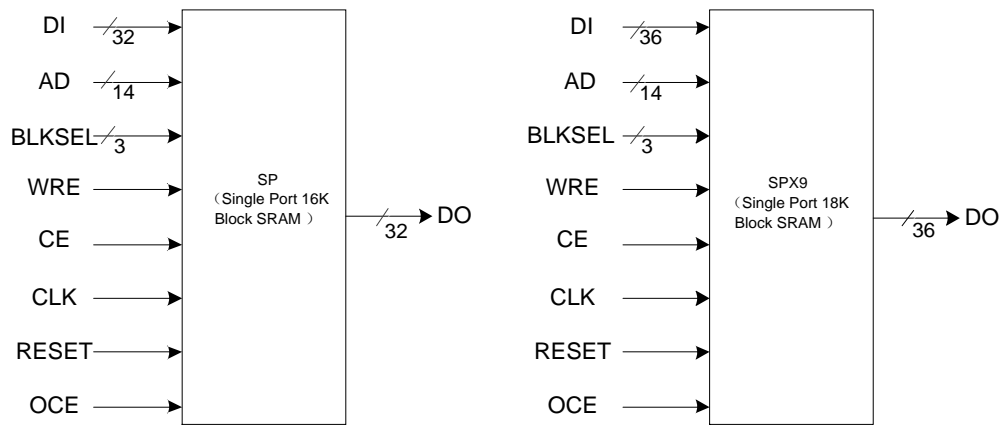 DI
32
AD
14
BLKSEL
3
WRE
CE
CLK
RESET
OCE
SP
（Single Port 16K
Block SRAM ）
DO
32
DI
36
AD
14
BLKSEL
3
WRE
CE
CLK
RESET
OCE
SPX9
（Single Port 18K
Block SRAM ）
DO
36